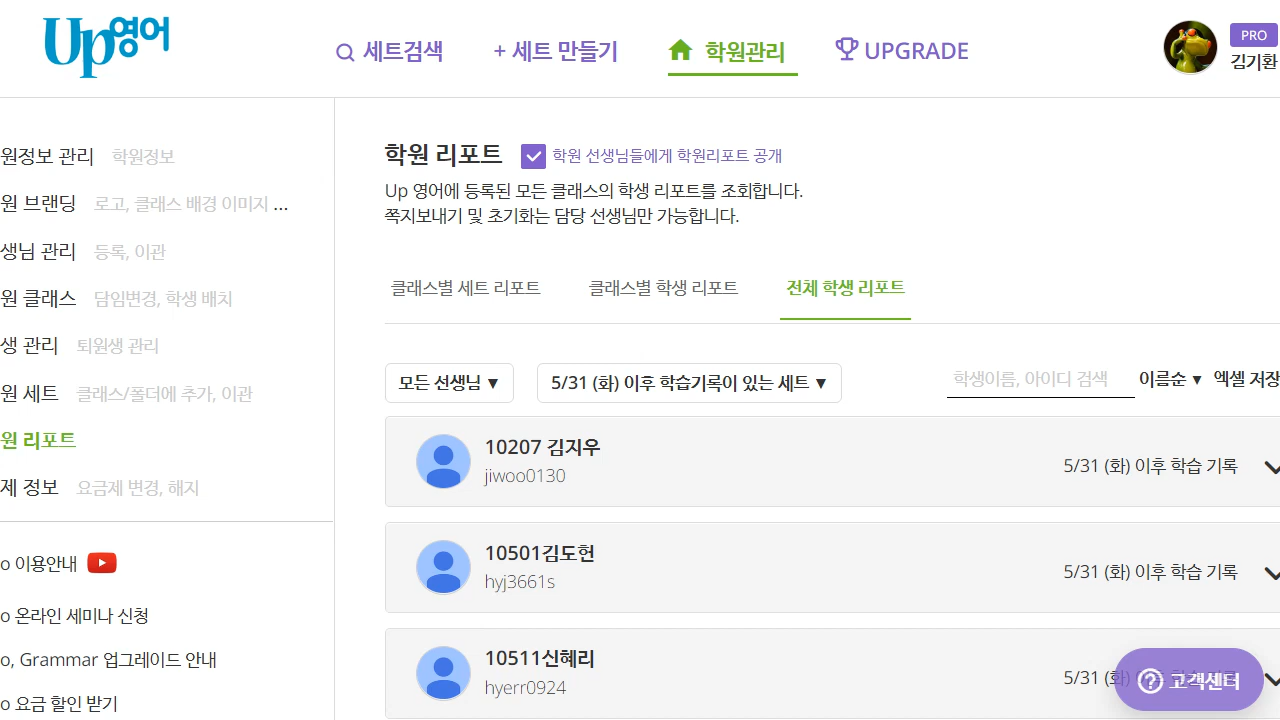 Up영어
세트검색
+ 세트 만들기
학원관리
UPGRADE
PRO
김기환
원정보 관리 학원정보
원 브랜딩 로고, 클래스 배경 이미지 ...
생님 관리 등록, 이관
원 클래스 담임변경, 학생 배치
생 관리 퇴원생 관리
원 세트 클래스/폴더에 추가, 이관
원 리포트
제 정보 요금제 변경, 해지
o 이용안내
o 온라인 세미나 신청
o, Grammar 업그레이드 안내
o 요금 할인 받기
학원 리포트 학원 선생님들에게 학원리포트 공개
Up 영어에 등록된 모든 클래스의 학생 리포트를 조회합니다.
쪽지보내기 및 초기화는 담당 선생님만 가능합니다.
클래스별 세트 리포트 클래스별 학생 리포트 전체 학생 리포트
모든 선생님 ▼ 5/31 (화) 이후 학습기록이 있는 세트 ▼ 학생이름, 아이디 검색 이름순 ▼ 엑셀 저장
10207 김지우
jiwoo0130
5/31 (화) 이후 학습 기록
10501김도헌
hyj3661s
5/31 (화) 이후 학습 기록
10511신혜리
hyerr0924
5/31 (화) 이후 학습 기록
고객센터